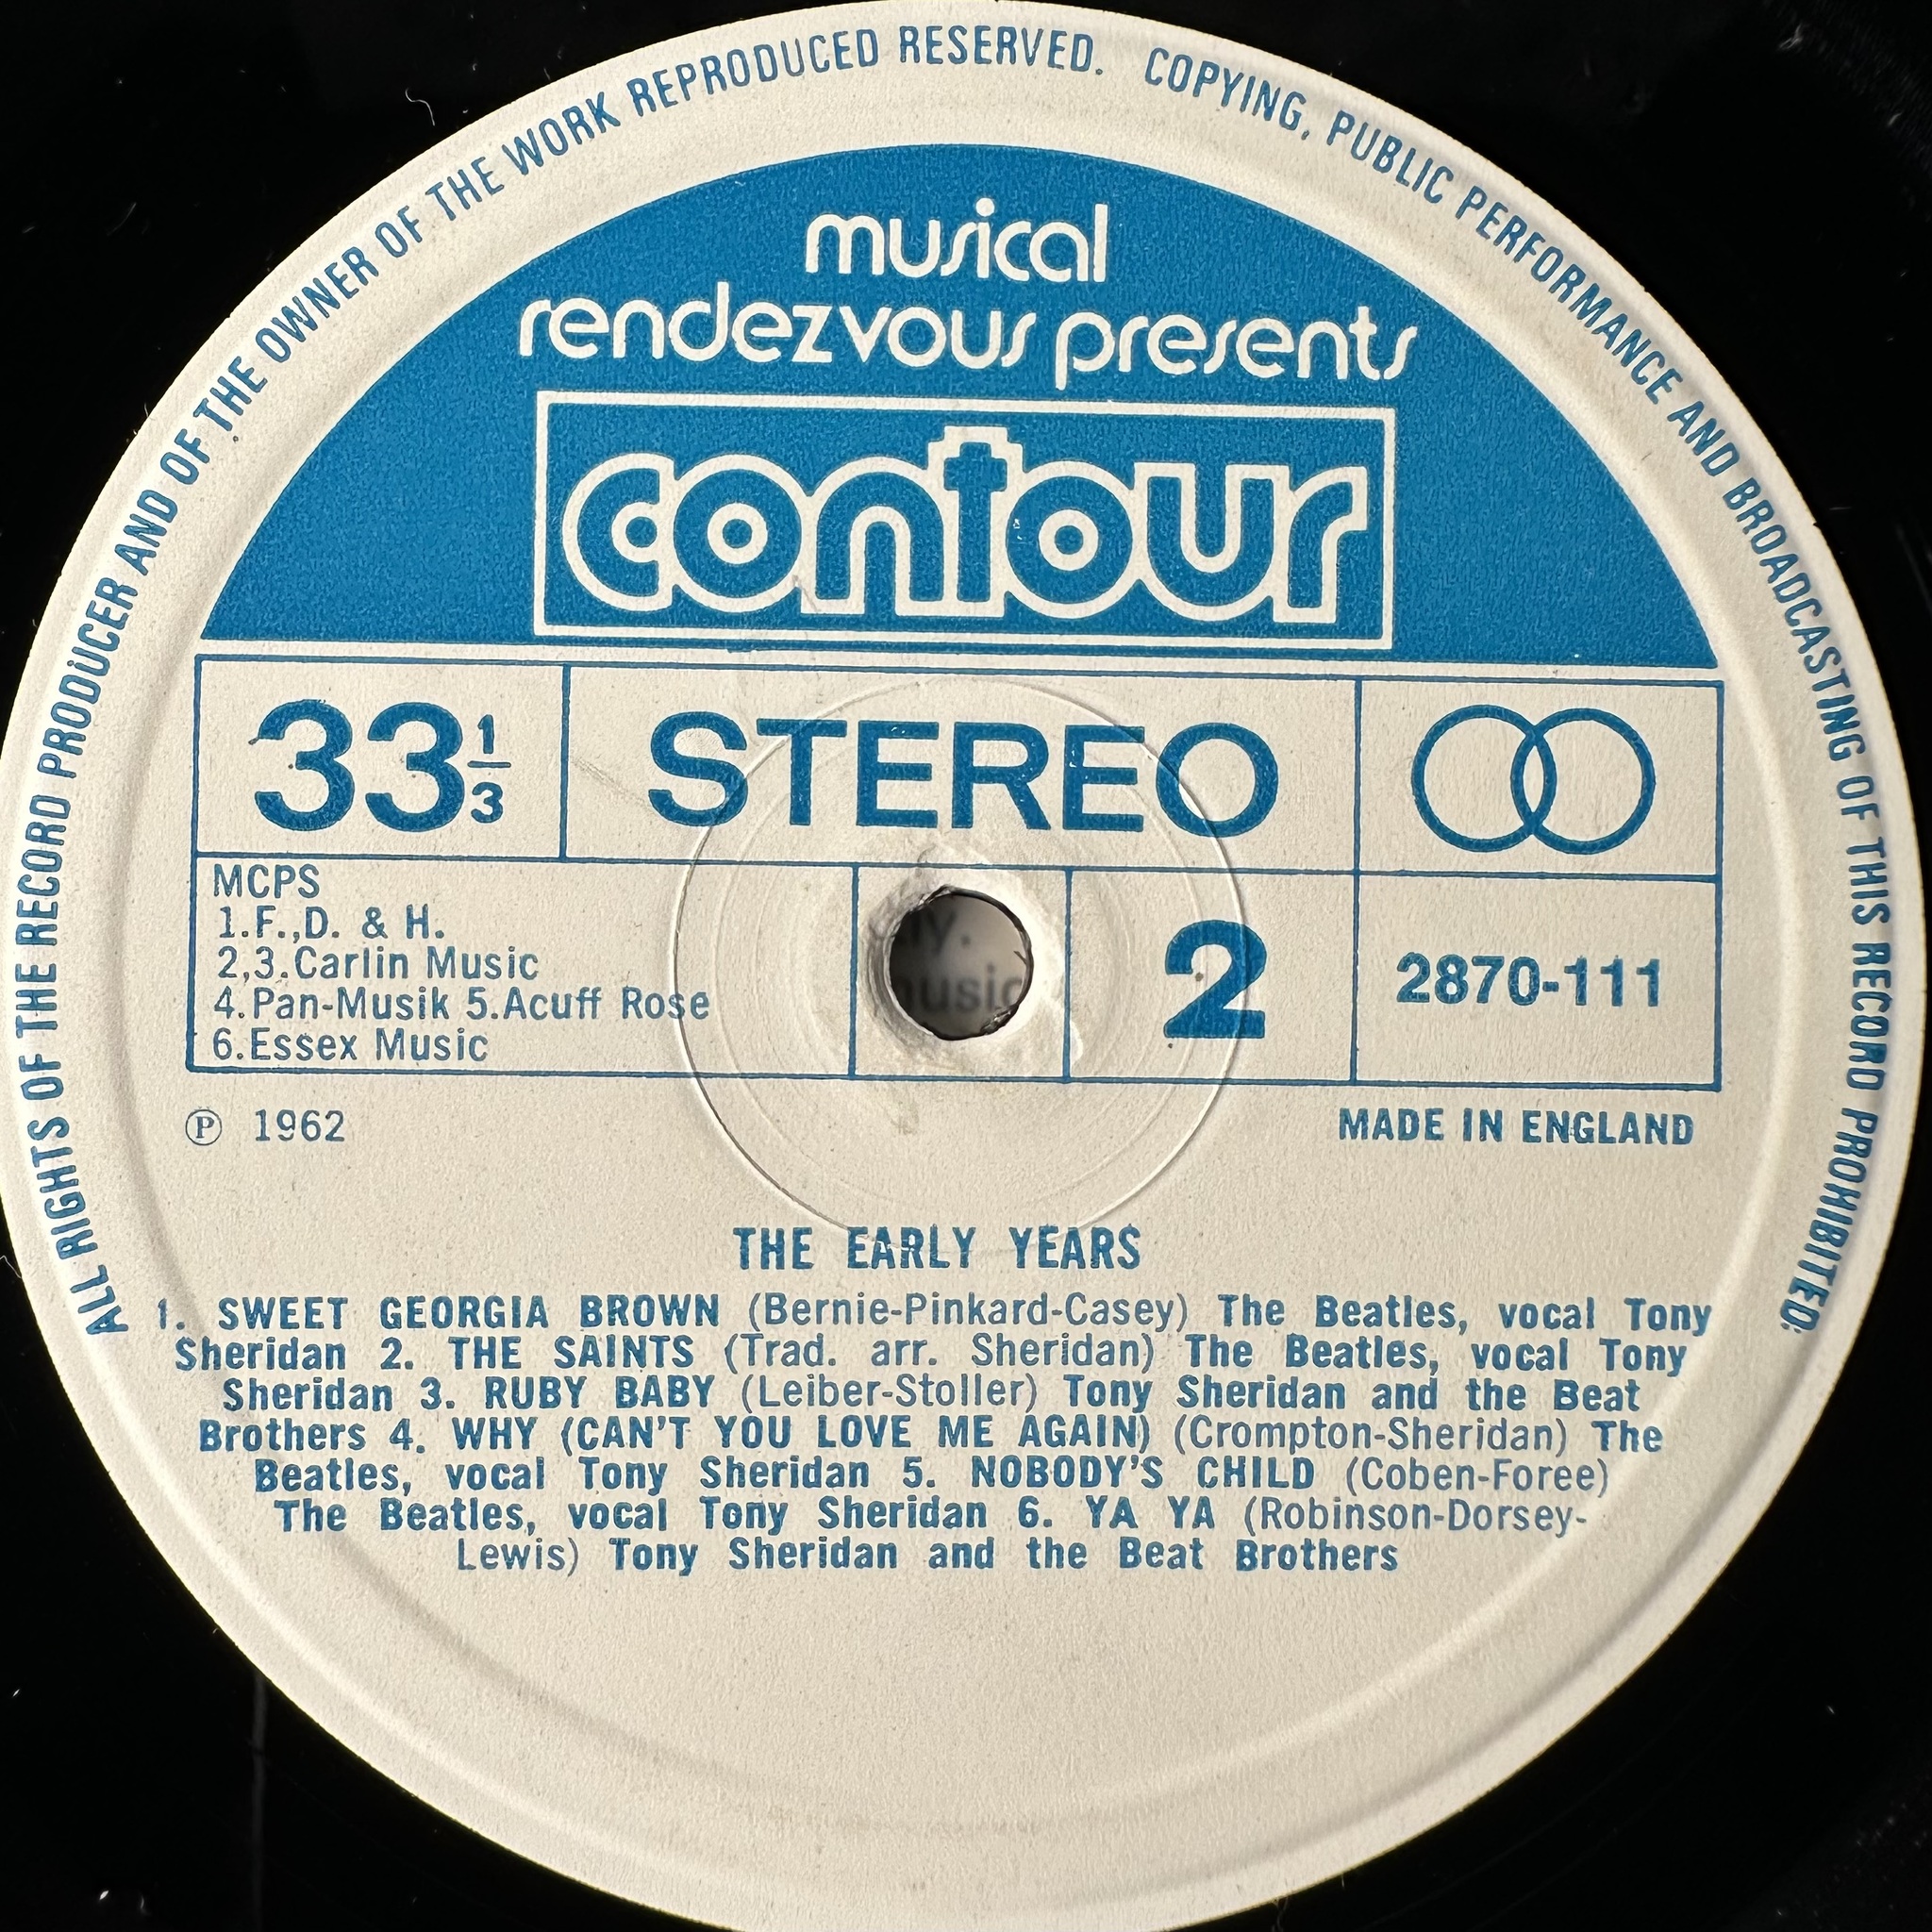 ALL RIGHTS OF THE RECORD PRODUCER AND OF THE OWNER OF THE WORK REPRODUCED RESERVED. COPYING, PUBLIC PERFORMANCE AND BROADCASTING OF THIS RECORD PROHIBITED.
musical
rendezvous presents
contour
33 1/3
STEREO
MCPS
1.F.,D. & H.
2,3.Carlin Music
4.Pan-Musik 5.Acuff Rose
6.Essex Music
2
2870-111
℗ 1962
MADE IN ENGLAND
THE EARLY YEARS
1. SWEET GEORGIA BROWN (Bernie-Pinkard-Casey) The Beatles, vocal Tony
Sheridan 2. THE SAINTS (Trad. arr. Sheridan) The Beatles, vocal Tony
Sheridan 3. RUBY BABY (Leiber-Stoller) Tony Sheridan and the Beat
Brothers 4. WHY (CAN'T YOU LOVE ME AGAIN) (Crompton-Sheridan) The
Beatles, vocal Tony Sheridan 5. NOBODY'S CHILD (Coben-Foree)
The Beatles, vocal Tony Sheridan 6. YA YA (Robinson-Dorsey-
Lewis) Tony Sheridan and the Beat Brothers